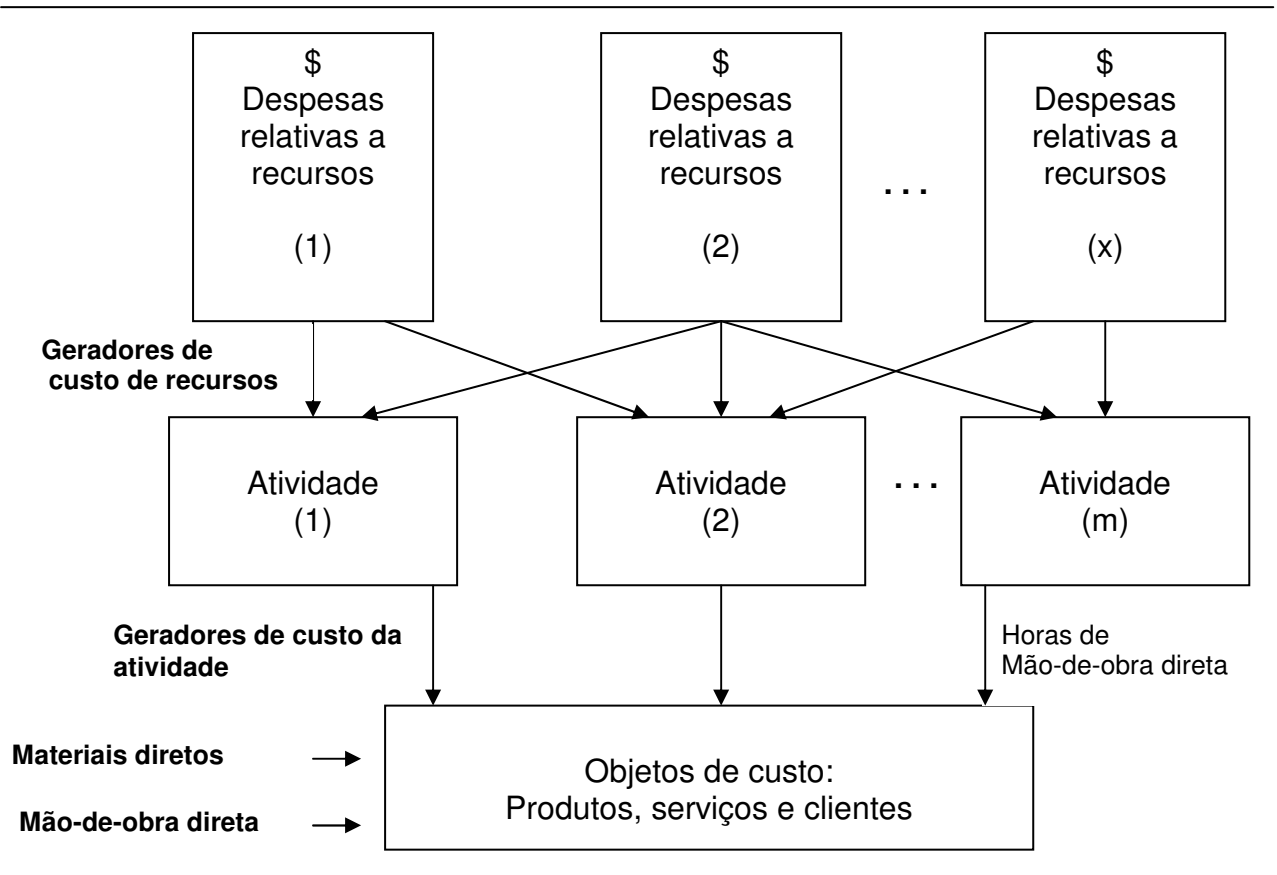 $
Despesas
relativas a
recursos
(1)
$
Despesas
relativas a
recursos
(2)
. . .
$
Despesas
relativas a
recursos
(x)
Geradores de
custo de recursos
Atividade
(1)
Atividade
(2)
. . .
Atividade
(m)
Geradores de custo da
atividade
Horas de
Mão-de-obra direta
Materiais diretos
Mão-de-obra direta
Objetos de custo:
Produtos, serviços e clientes